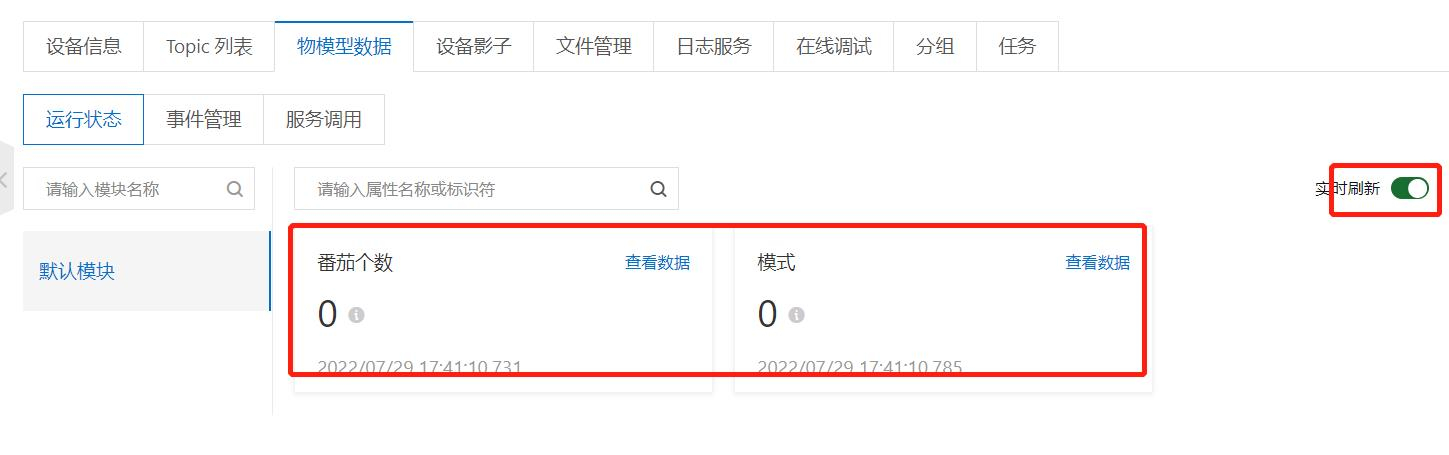 设备信息 Topic 列表 物模型数据 设备影子 文件管理 日志服务 在线调试 分组 任务
运行状态 事件管理 服务调用
请输入模块名称 请输入属性名称或标识符 实时刷新
默认模块
番茄个数 查看数据 模式 查看数据
0 0
2022/07/29 17:41:10.731 2022/07/29 17:41:10.785